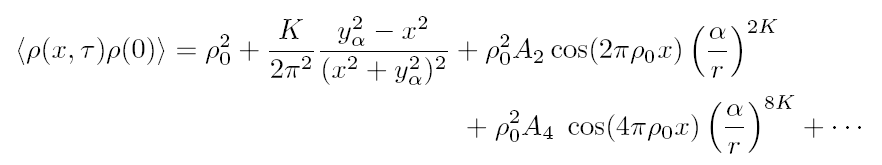 ⟨ρ(x, τ)ρ(0)⟩ = ρ_0^2 + \frac{K}{2π^2} \frac{y_α^2 − x^2}{(x^2 + y_α^2)^2} + ρ_0^2 A_2 cos(2πρ_0 x) (\frac{α}{r})^{2K}
+ ρ_0^2 A_4 cos(4πρ_0 x) (\frac{α}{r})^{8K} + ⋯